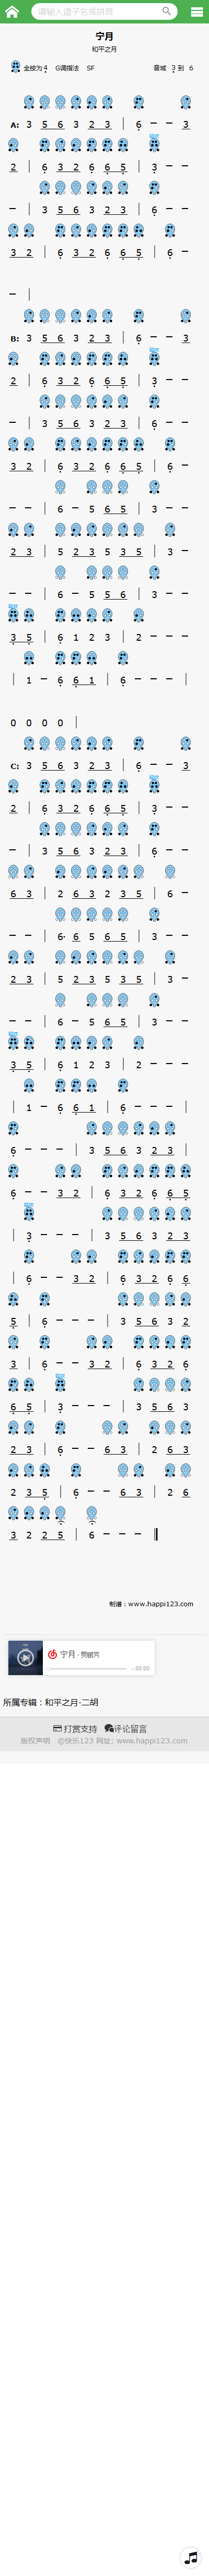 请输入谱子名或拼音
宁月
和平之月
全按为 4 G调指法 SF 音域 3 到 6
A: 3 5 6 3 2 3 | 6 － － 3
2 | 6 3 2 6 6 5 | 3 － －
－ 3 5 6 3 2 3 | 6 － －
3 2 | 6 3 2 6 6 5 | 6 －
－ |
B: 3 5 6 3 2 3 | 6 － － 3
2 | 6 3 2 6 6 5 | 3 － －
－ | 3 5 6 3 2 3 | 6 － －
3 2 | 6 3 2 6 6 5 | 6 －
－ － | 6 － 5 6 5 | 3 － －
2 3 | 5 2 3 5 3 5 | 3 －
－ － | 6 － 5 5 6 | 3 － －
3 5 | 6 1 2 3 | 2 － － －
| 1 － 6 6 1 | 6 － － － |
0 0 0 0 |
C: 3 5 6 3 2 3 | 6 － － 3
2 | 6 3 2 6 6 5 | 3 － －
－ | 3 5 6 3 2 3 | 6 － －
6 3 | 2 6 3 2 3 5 | 6 －
－ － | 6· 6 5 6 5 | 3 － －
2 3 | 5 2 3 5 3 5 | 3 －
－ － | 6 － 5 6 5 | 3 － －
3 5 | 6 1 2 3 | 2 － － －
| 1 － 6 6 1 | 6 － － － |
6 － － － | 3 5 6 3 2 3 |
6 － － 3 2 | 6 3 2 6 6 5
| 3 － － － | 3 5 6 3 2 3
| 6 － － 3 2 | 6 3 2 6 6
5 | 6 － － － | 3 5 6 3 2
3 | 6 － － 3 2 | 6 3 2 6
6 5 | 3 － － － | 3 5 6 3
2 3 | 6 － － 6 3 | 2 6 3
2 3 5 | 6 － － 6 3 | 2 6
3 2 2 5 | 6 － － － |
制谱：www.happi123.com
宁月 - 贾鹏芳
- 00:00
所属专辑：和平之月-二胡
打赏支持 评论留言
版权声明 ©快乐123 网址: www.happi123.com